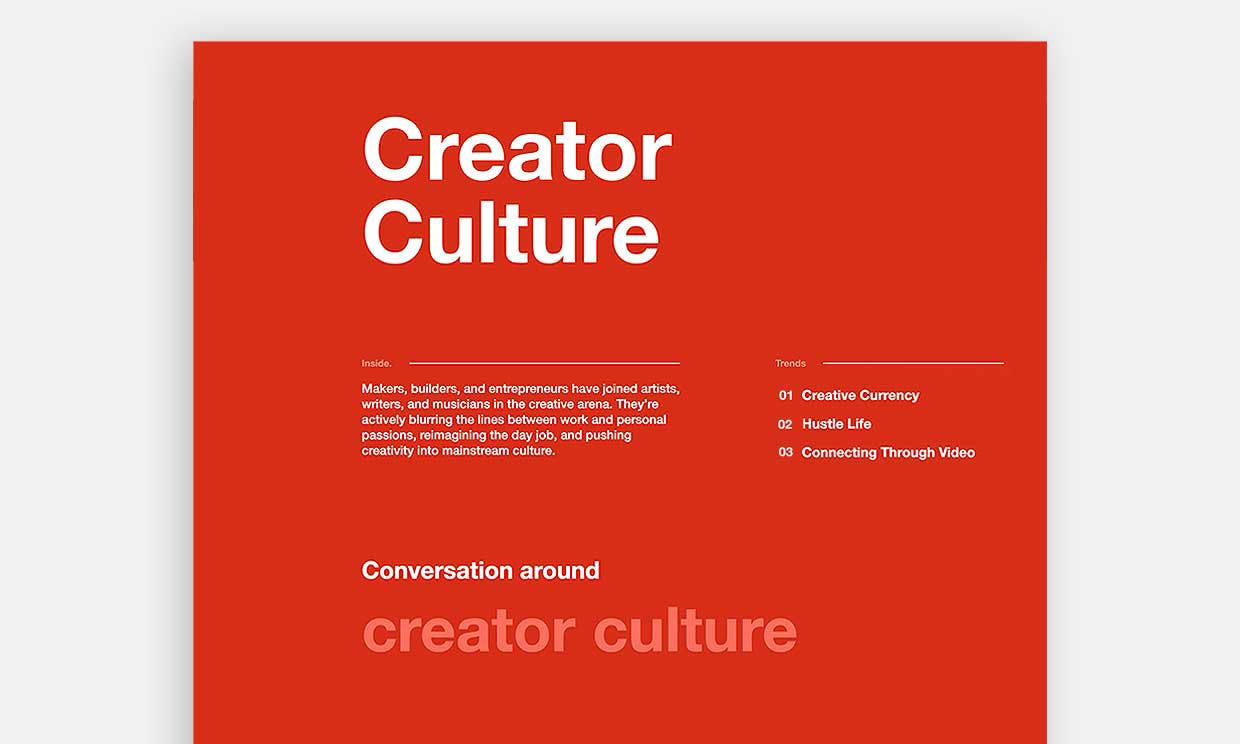 Creator
Culture
Inside.
Makers, builders, and entrepreneurs have joined artists,
writers, and musicians in the creative arena. They're
actively blurring the lines between work and personal
passions, reimagining the day job, and pushing
creativity into mainstream culture.
Trends
01 Creative Currency
02 Hustle Life
03 Connecting Through Video
Conversation around
creator culture